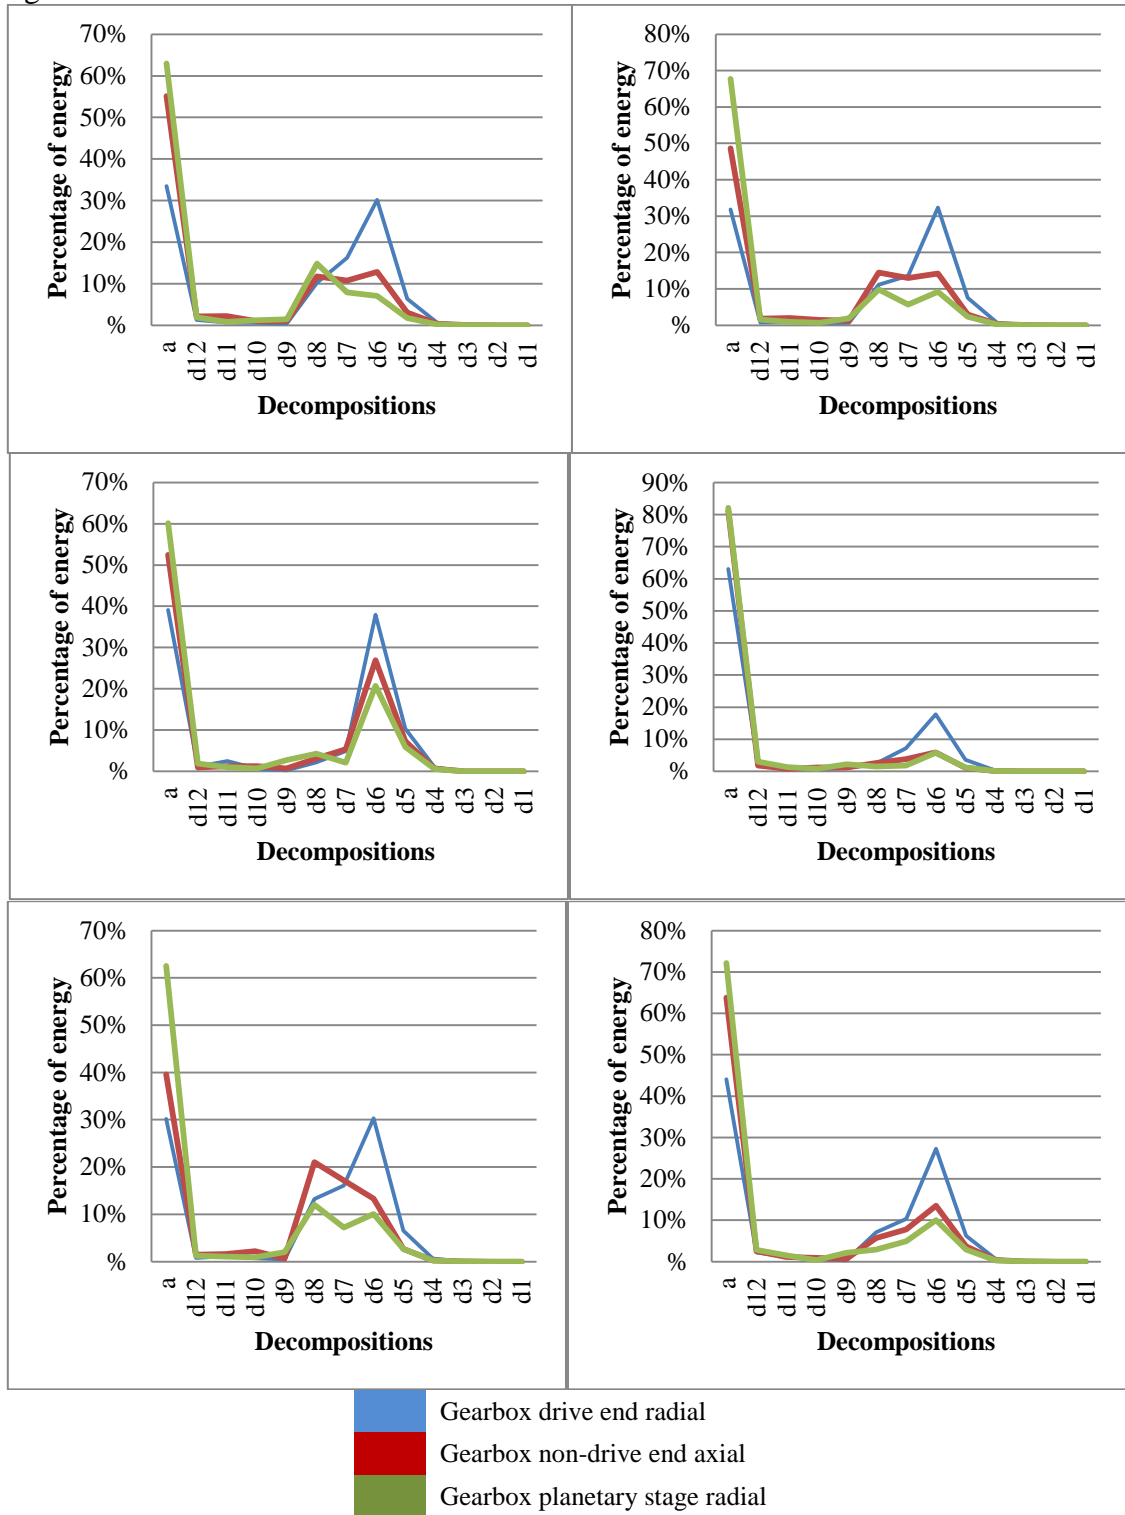 g
70%
60%
50%
40%
30%
20%
10%
%
Percentage of energy
a
d12
d11
d10
d9
d8
d7
d6
d5
d4
d3
d2
d1
Decompositions
80%
70%
60%
50%
40%
30%
20%
10%
%
Percentage of energy
a
d12
d11
d10
d9
d8
d7
d6
d5
d4
d3
d2
d1
Decompositions
70%
60%
50%
40%
30%
20%
10%
%
Percentage of energy
a
d12
d11
d10
d9
d8
d7
d6
d5
d4
d3
d2
d1
Decompositions
90%
80%
70%
60%
50%
40%
30%
20%
10%
%
Percentage of energy
a
d12
d11
d10
d9
d8
d7
d6
d5
d4
d3
d2
d1
Decompositions
70%
60%
50%
40%
30%
20%
10%
%
Percentage of energy
a
d12
d11
d10
d9
d8
d7
d6
d5
d4
d3
d2
d1
Decompositions
80%
70%
60%
50%
40%
30%
20%
10%
%
Percentage of energy
a
d12
d11
d10
d9
d8
d7
d6
d5
d4
d3
d2
d1
Decompositions
Gearbox drive end radial
Gearbox non-drive end axial
Gearbox planetary stage radial